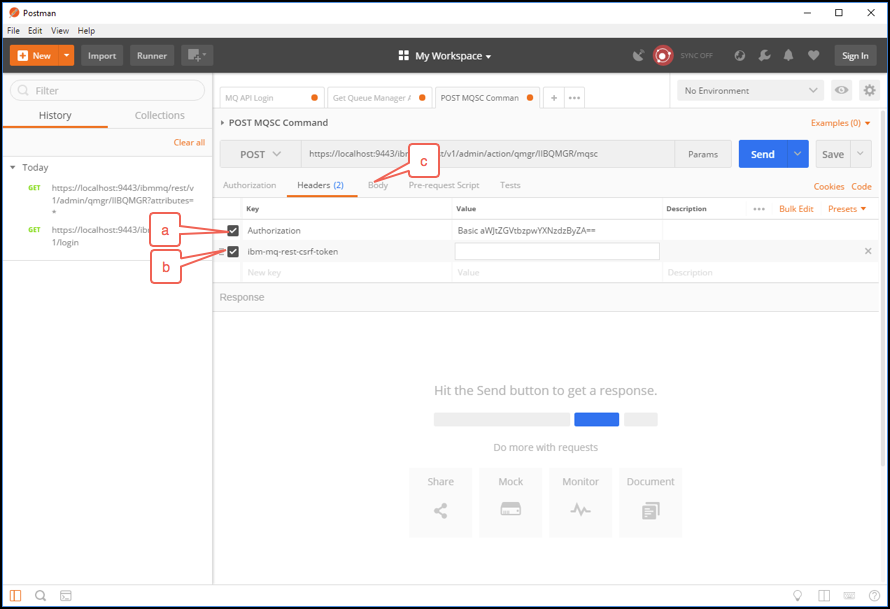 Postman
File Edit View Help
New Import Runner My Workspace SYNC OFF Sign In
Filter
History Collections
Clear all
Today
GET https://localhost:9443/ibmmq/rest/v
1/admin/qmgr/IIBQMGR?attributes=
*
GET https://localhost:9443/ib
1/login
MQ API Login Get Queue Manager POST MQSC Comman + ••• No Environment
POST MQSC Command Examples (0)
POST https://localhost:9443/ibm est/v1/admin/action/qmgr/IIBQMGR/mqsc Params Send Save
Authorization Headers (2) Body Pre-request Script Tests Cookies Code
Key Value Description ••• Bulk Edit Presets
Authorization Basic aWJtZGVtbzpwYXNzdzByZA==
ibm-mq-rest-csrf-token
New key Value Description
a
b
c
Response
Hit the Send button to get a response.
Do more with requests
Share Mock Monitor Document